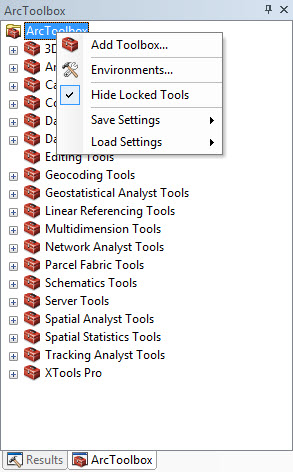 ArcToolbox
ArcToolbox
Add Toolbox...
Environments...
Hide Locked Tools
Save Settings
Load Settings
3D
An
Ca
Co
Da
Da
Editing Tools
Geocoding Tools
Geostatistical Analyst Tools
Linear Referencing Tools
Multidimension Tools
Network Analyst Tools
Parcel Fabric Tools
Schematics Tools
Server Tools
Spatial Analyst Tools
Spatial Statistics Tools
Tracking Analyst Tools
XTools Pro
Results
ArcToolbox